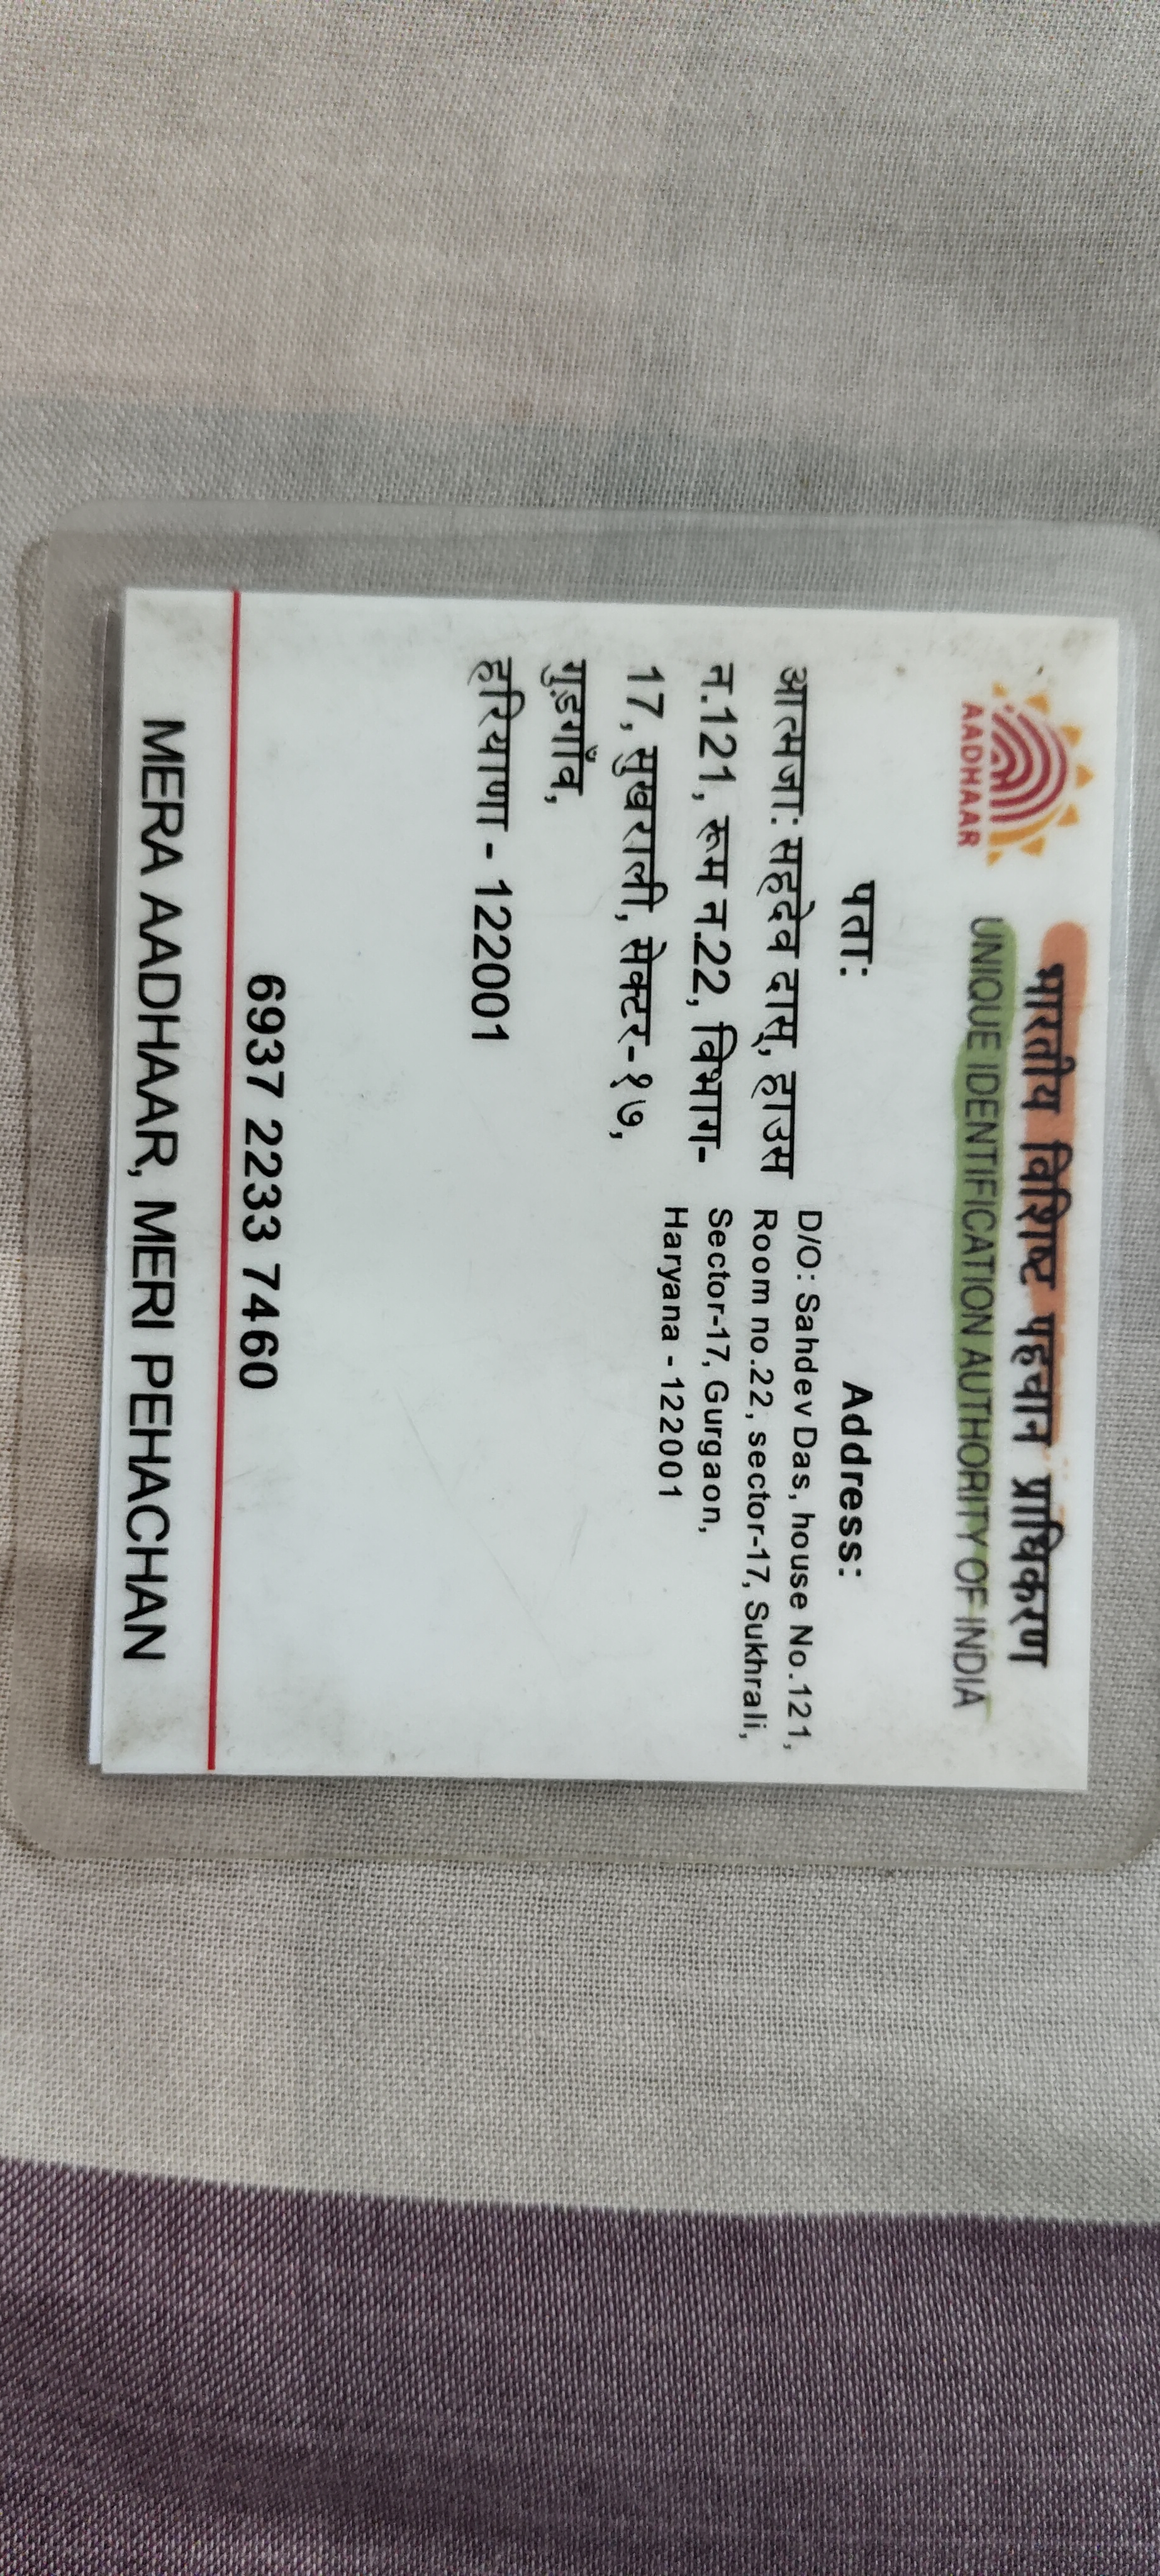 AADHAAR
भारतीय विशिष्ट पहचान प्राधिकरण
UNIQUE IDENTIFICATION AUTHORITY OF INDIA
पता:
आत्मजा: सहदेव दास, हाउस
न.121, रूम न.22, विभाग-
17, सुखराली, सेक्टर-१७,
गुड़गाँव,
हरियाणा - 122001
Address:
D/O: Sahdev Das, house No.121,
Room no.22, sector-17, Sukhrali,
Sector-17, Gurgaon,
Haryana - 122001
6937 2233 7460
MERA AADHAAR, MERI PEHACHAN